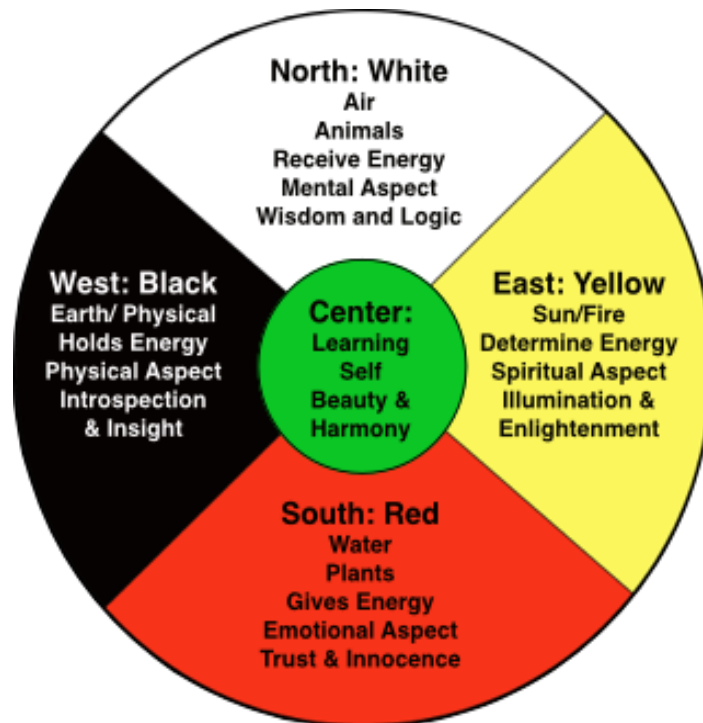 North: White
Air
Animals
Receive Energy
Mental Aspect
Wisdom and Logic
West: Black
Earth/ Physical
Holds Energy
Physical Aspect
Introspection
& Insight
Center:
Learning
Self
Beauty &
Harmony
East: Yellow
Sun/Fire
Determine Energy
Spiritual Aspect
Illumination &
Enlightenment
South: Red
Water
Plants
Gives Energy
Emotional Aspect
Trust & Innocence